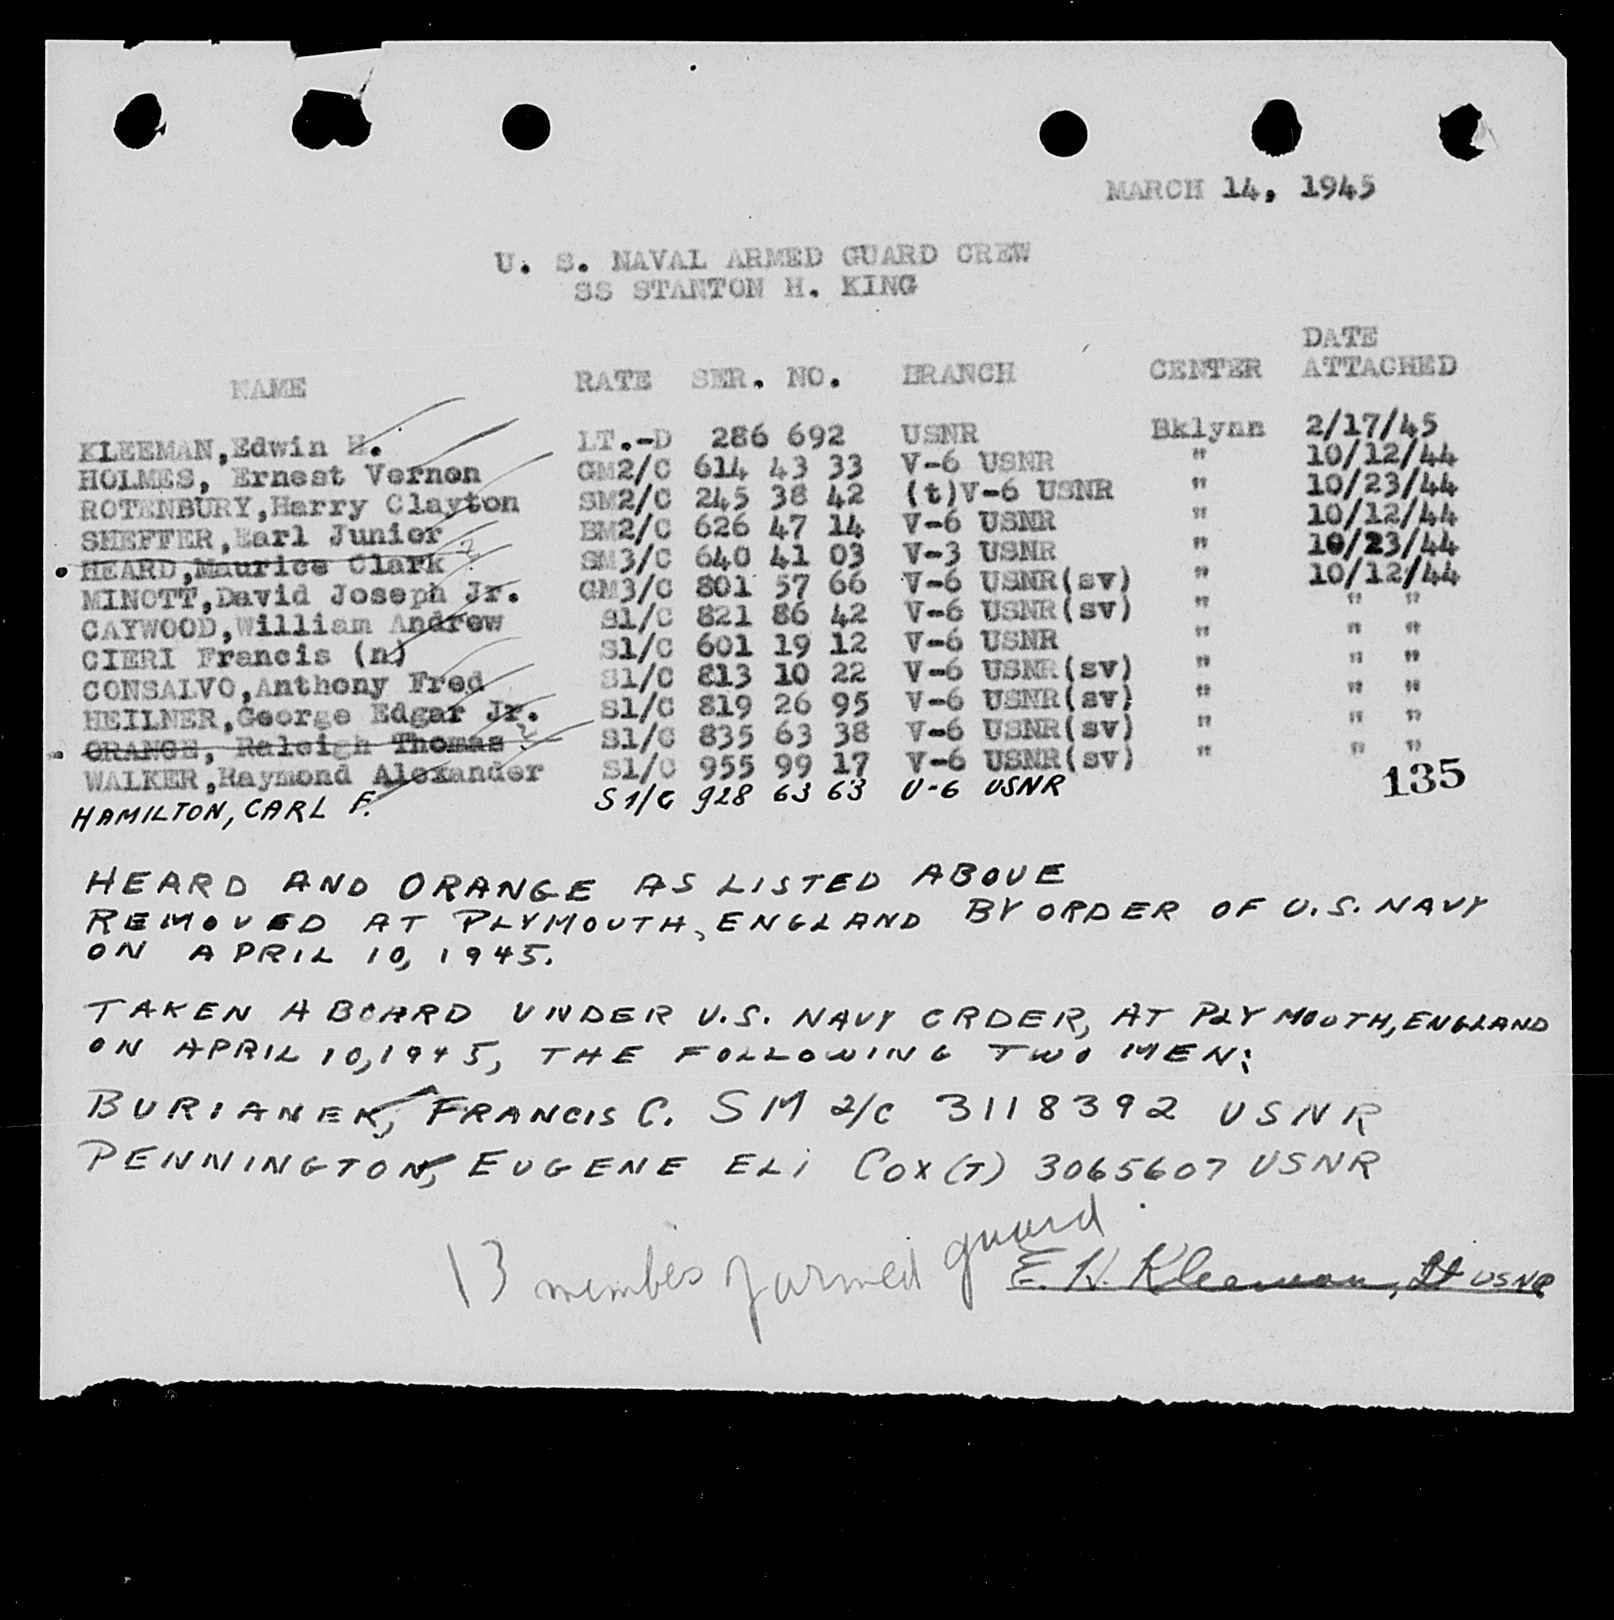 MARCH 14, 1945
U. S. NAVAL ARMED GUARD CREW
SS STANTON H. KING
NAME RATE SER. NO. BRANCH CENTER DATE ATTACHED
KLEEMAN,Edwin H. LT.-D 286 692 USNR Bklynn 2/17/45
HOLMES, Ernest Vernon GM2/C 614 43 33 V-6 USNR " 10/12/44
ROTENBURY,Harry Clayton SM2/C 245 38 42 (t)V-6 USNR " 10/23/44
SHEFFER,Earl Junior BM2/C 626 47 14 V-6 USNR " 10/12/44
HEARD,Maurice Clark SM3/C 640 41 03 V-3 USNR " 10/23/44
MINOTT,David Joseph Jr. GM3/C 801 57 66 V-6 USNR(sv) " 10/12/44
CAYWOOD,William Andrew S1/C 821 86 42 V-6 USNR(sv) " " "
CIERI Francis (n) S1/C 601 19 12 V-6 USNR " " "
CONSALVO,Anthony Fred S1/C 813 10 22 V-6 USNR(sv) " " "
HEILNER,George Edgar Jr. S1/C 819 26 95 V-6 USNR(sv) " " "
ORANGE, Raleigh Thomas S1/C 835 63 38 V-6 USNR(sv) " " "
WALKER,Raymond Alexander S1/C 955 99 17 V-6 USNR(sv) " " "
HAMILTON, CARL F. S1/C 928 63 63 V-6 USNR
135
HEARD AND ORANGE AS LISTED ABOVE
REMOVED AT PLYMOUTH, ENGLAND BY ORDER OF U.S. NAVY
ON APRIL 10, 1945.
TAKEN ABOARD UNDER U.S. NAVY ORDER, AT PLYMOUTH, ENGLAND
ON APRIL 10, 1945, THE FOLLOWING TWO MEN:
BURIANEK, FRANCIS C. SM 2/C 3118392 USNR
PENNINGTON, EUGENE ELI COX(T) 3065607 USNR
13 members of armed guard
E. H. Kleeman, Lt USNR